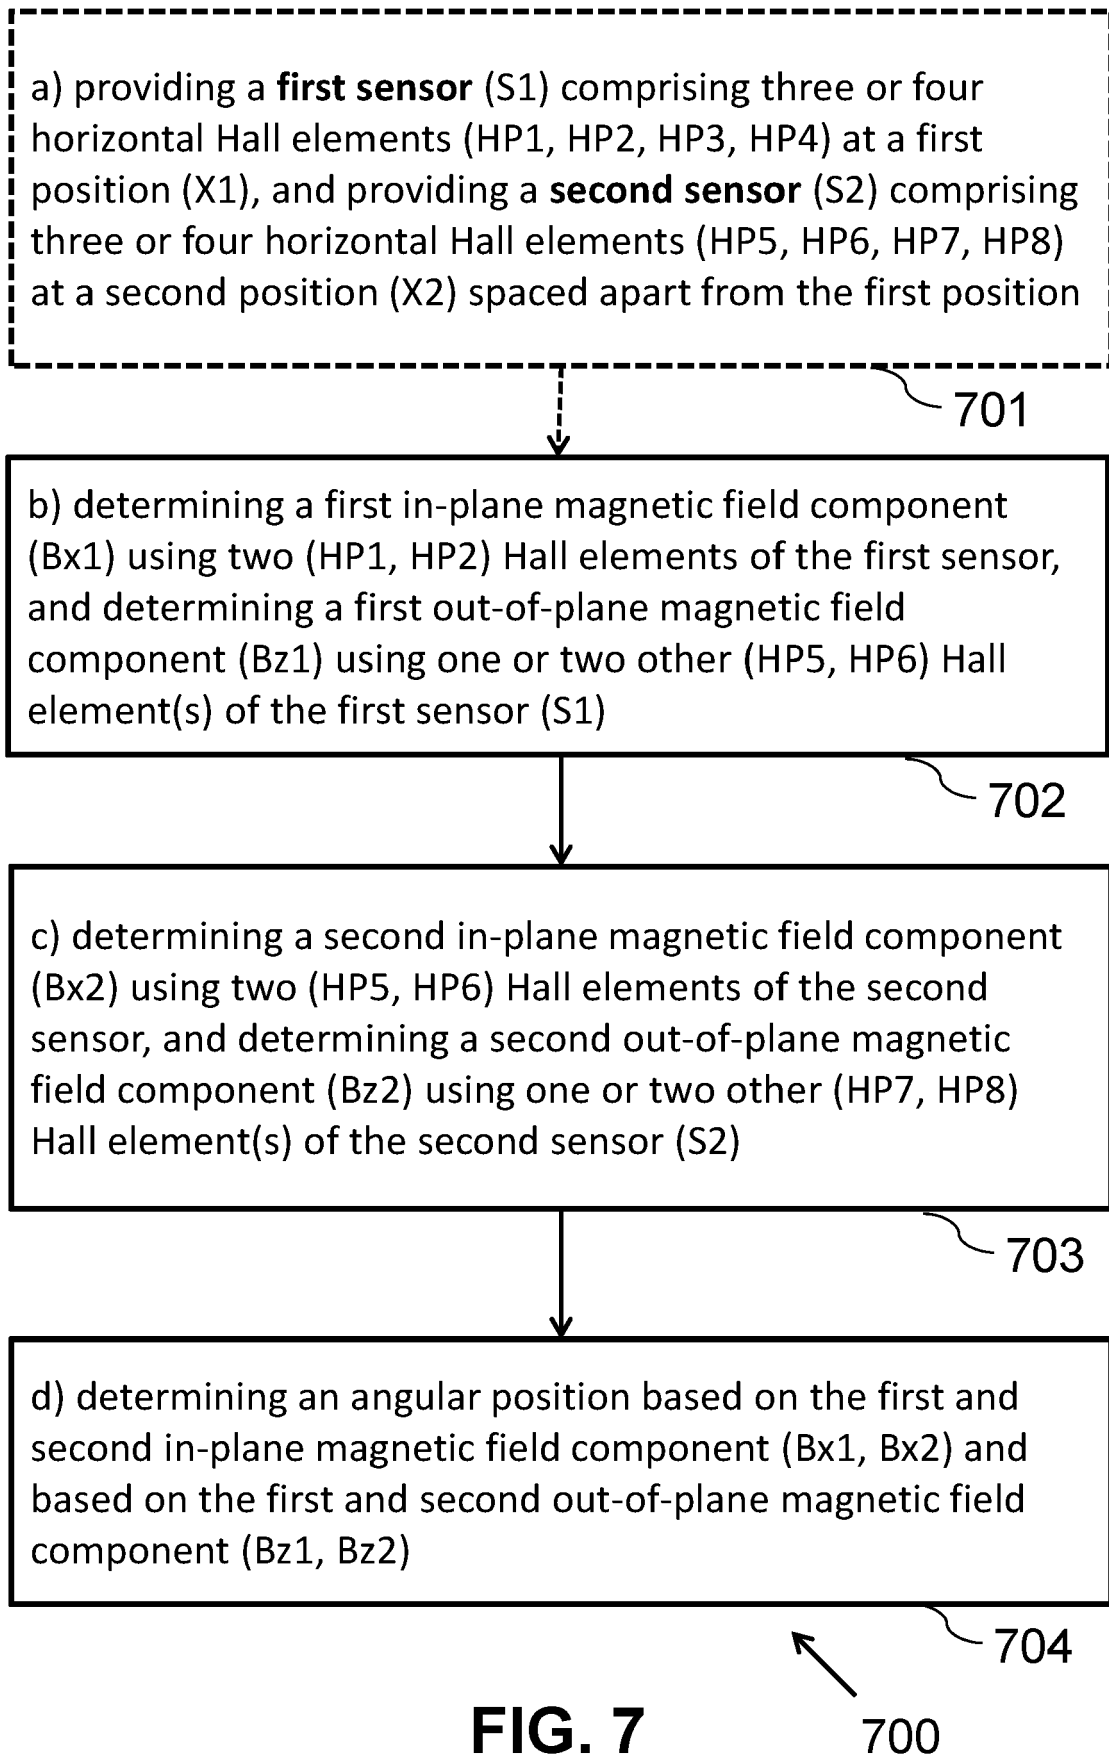 a) providing a first sensor (S1) comprising three or four
horizontal Hall elements (HP1, HP2, HP3, HP4) at a first
position (X1), and providing a second sensor (S2) comprising
three or four horizontal Hall elements (HP5, HP6, HP7, HP8)
at a second position (X2) spaced apart from the first position
701
b) determining a first in-plane magnetic field component
(Bx1) using two (HP1, HP2) Hall elements of the first sensor,
and determining a first out-of-plane magnetic field
component (Bz1) using one or two other (HP5, HP6) Hall
element(s) of the first sensor (S1)
702
c) determining a second in-plane magnetic field component
(Bx2) using two (HP5, HP6) Hall elements of the second
sensor, and determining a second out-of-plane magnetic
field component (Bz2) using one or two other (HP7, HP8)
Hall element(s) of the second sensor (S2)
703
d) determining an angular position based on the first and
second in-plane magnetic field component (Bx1, Bx2) and
based on the first and second out-of-plane magnetic field
component (Bz1, Bz2)
704
FIG. 7
700